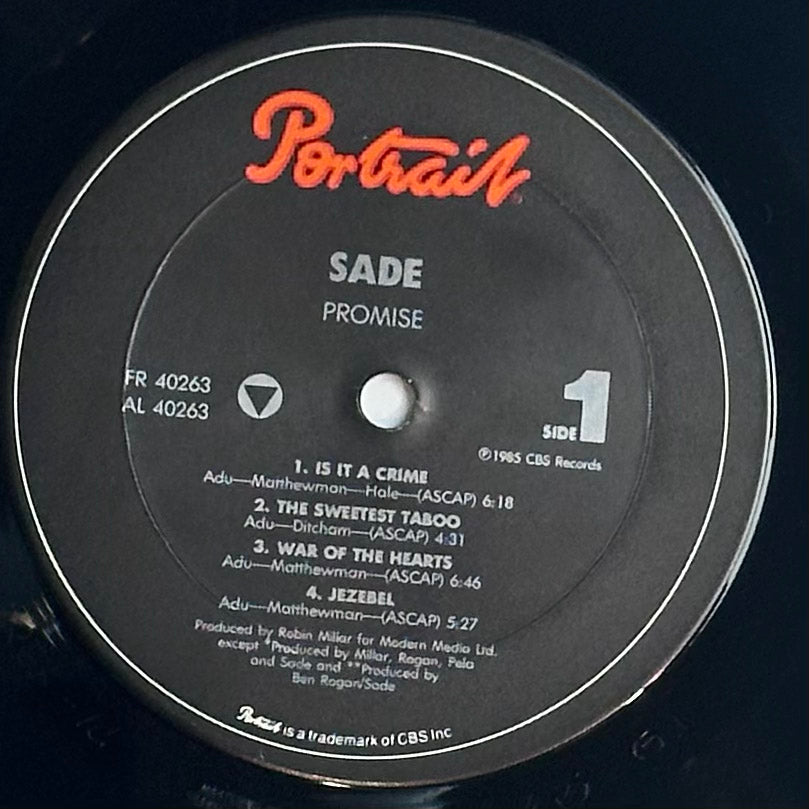 Portrait
SADE
PROMISE
FR 40263
AL 40263
SIDE 1
℗1985 CBS Records
1. IS IT A CRIME
Adu—Matthewman—Hale—(ASCAP) 6:18
2. THE SWEETEST TABOO
Adu—Ditcham—(ASCAP) 4:31
3. WAR OF THE HEARTS
Adu—Matthewman—(ASCAP) 6:46
4. JEZEBEL
Adu—Matthewman—(ASCAP) 5:27
Produced by Robin Millar for Modern Media Ltd.
except *Produced by Millar, Rogan, Pela
and Sade and **Produced by
Ben Rogan/Sade
Portrait is a trademark of CBS Inc